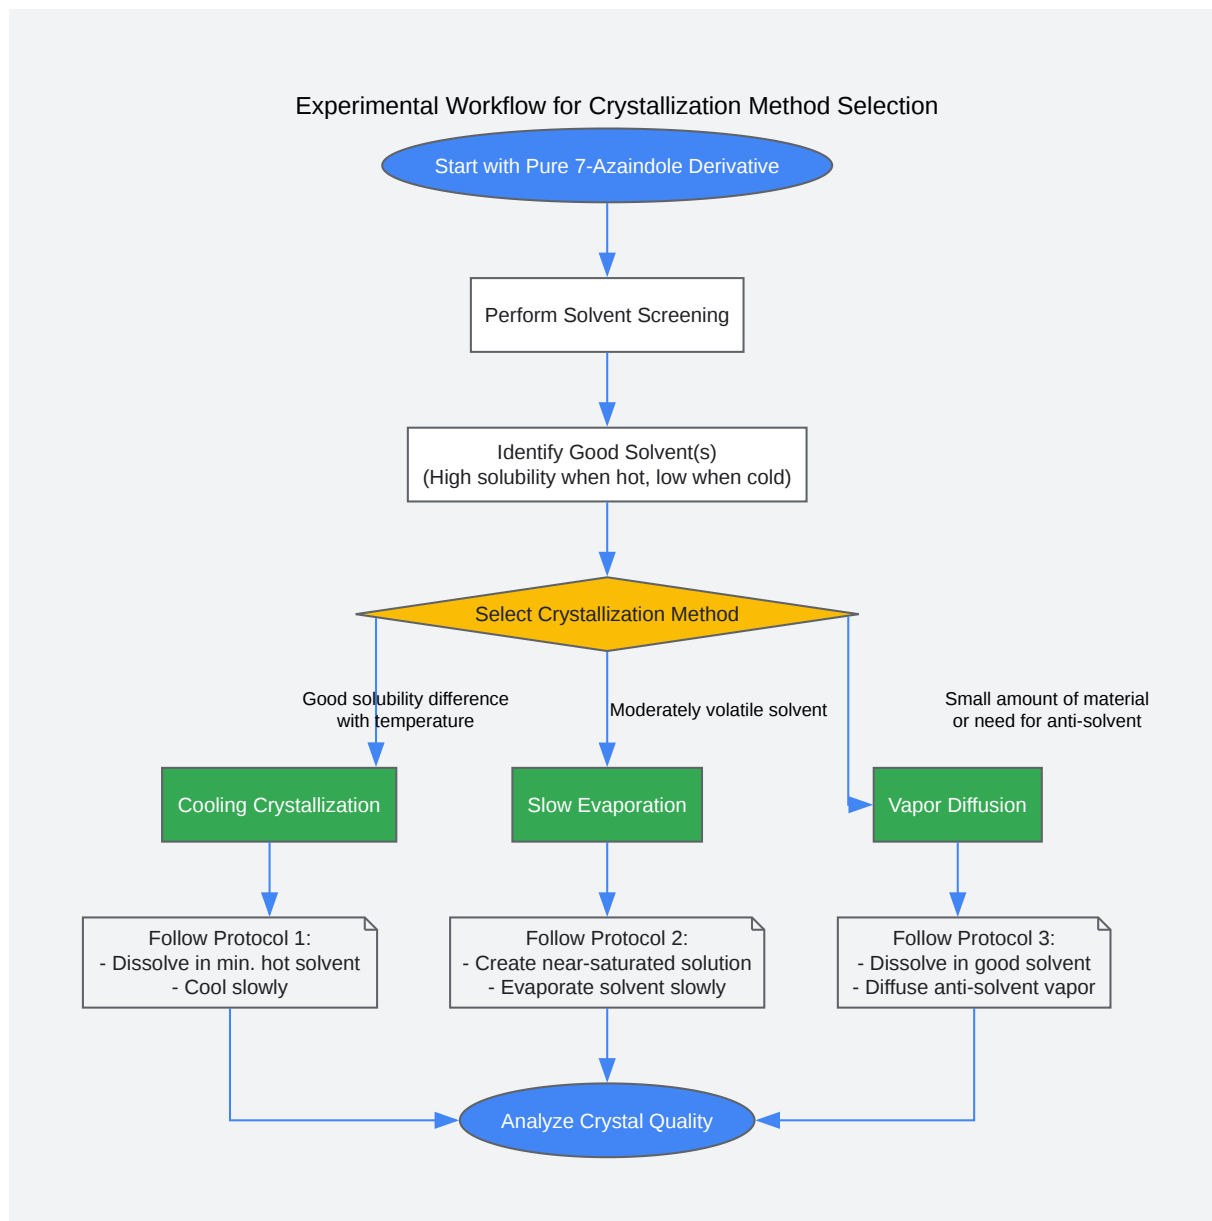 Experimental Workflow for Crystallization Method Selection
Start with Pure 7-Azaindole Derivative
Perform Solvent Screening
Identify Good Solvent(s)
(High solubility when hot, low when cold)
Select Crystallization Method
Good solubility difference
with temperature
Moderately volatile solvent
Small amount of material
or need for anti-solvent
Cooling Crystallization
Slow Evaporation
Vapor Diffusion
Follow Protocol 1:
- Dissolve in min. hot solvent
- Cool slowly
Follow Protocol 2:
- Create near-saturated solution
- Evaporate solvent slowly
Follow Protocol 3:
- Dissolve in good solvent
- Diffuse anti-solvent vapor
Analyze Crystal Quality